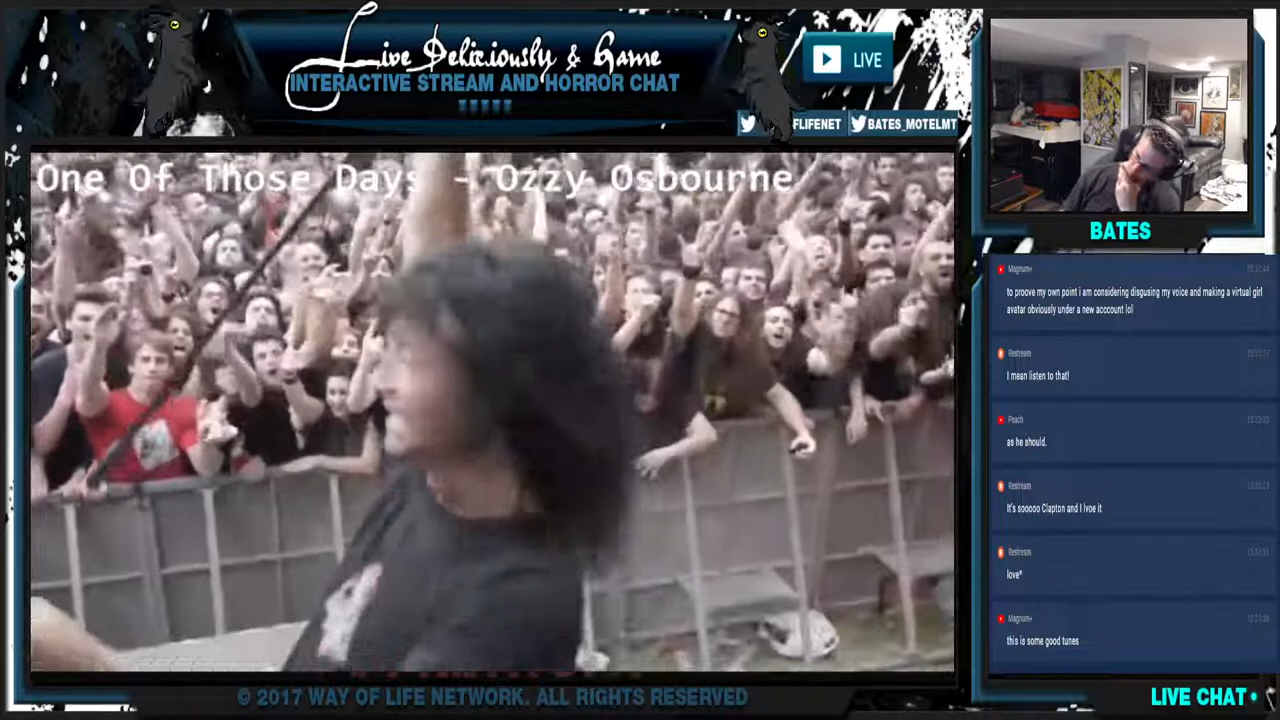 Live Deliciously & Game
INTERACTIVE STREAM AND HORROR CHAT
LIVE
FLIFENET
BATES_MOTELMT
One Of Those Days - Ozzy Osbourne
BATES
Magnum+
to proove my own point i am considering disgusing my voice and making a virtual girl
avatar obviously under a new acccount lol
Restream
I mean listen to that!
Peach
as he should.
Restream
It's sooooo Clapton and I lvoe it
Restream
love*
Magnum+
this is some good tunes
© 2017 WAY OF LIFE NETWORK. ALL RIGHTS RESERVED
LIVE CHAT